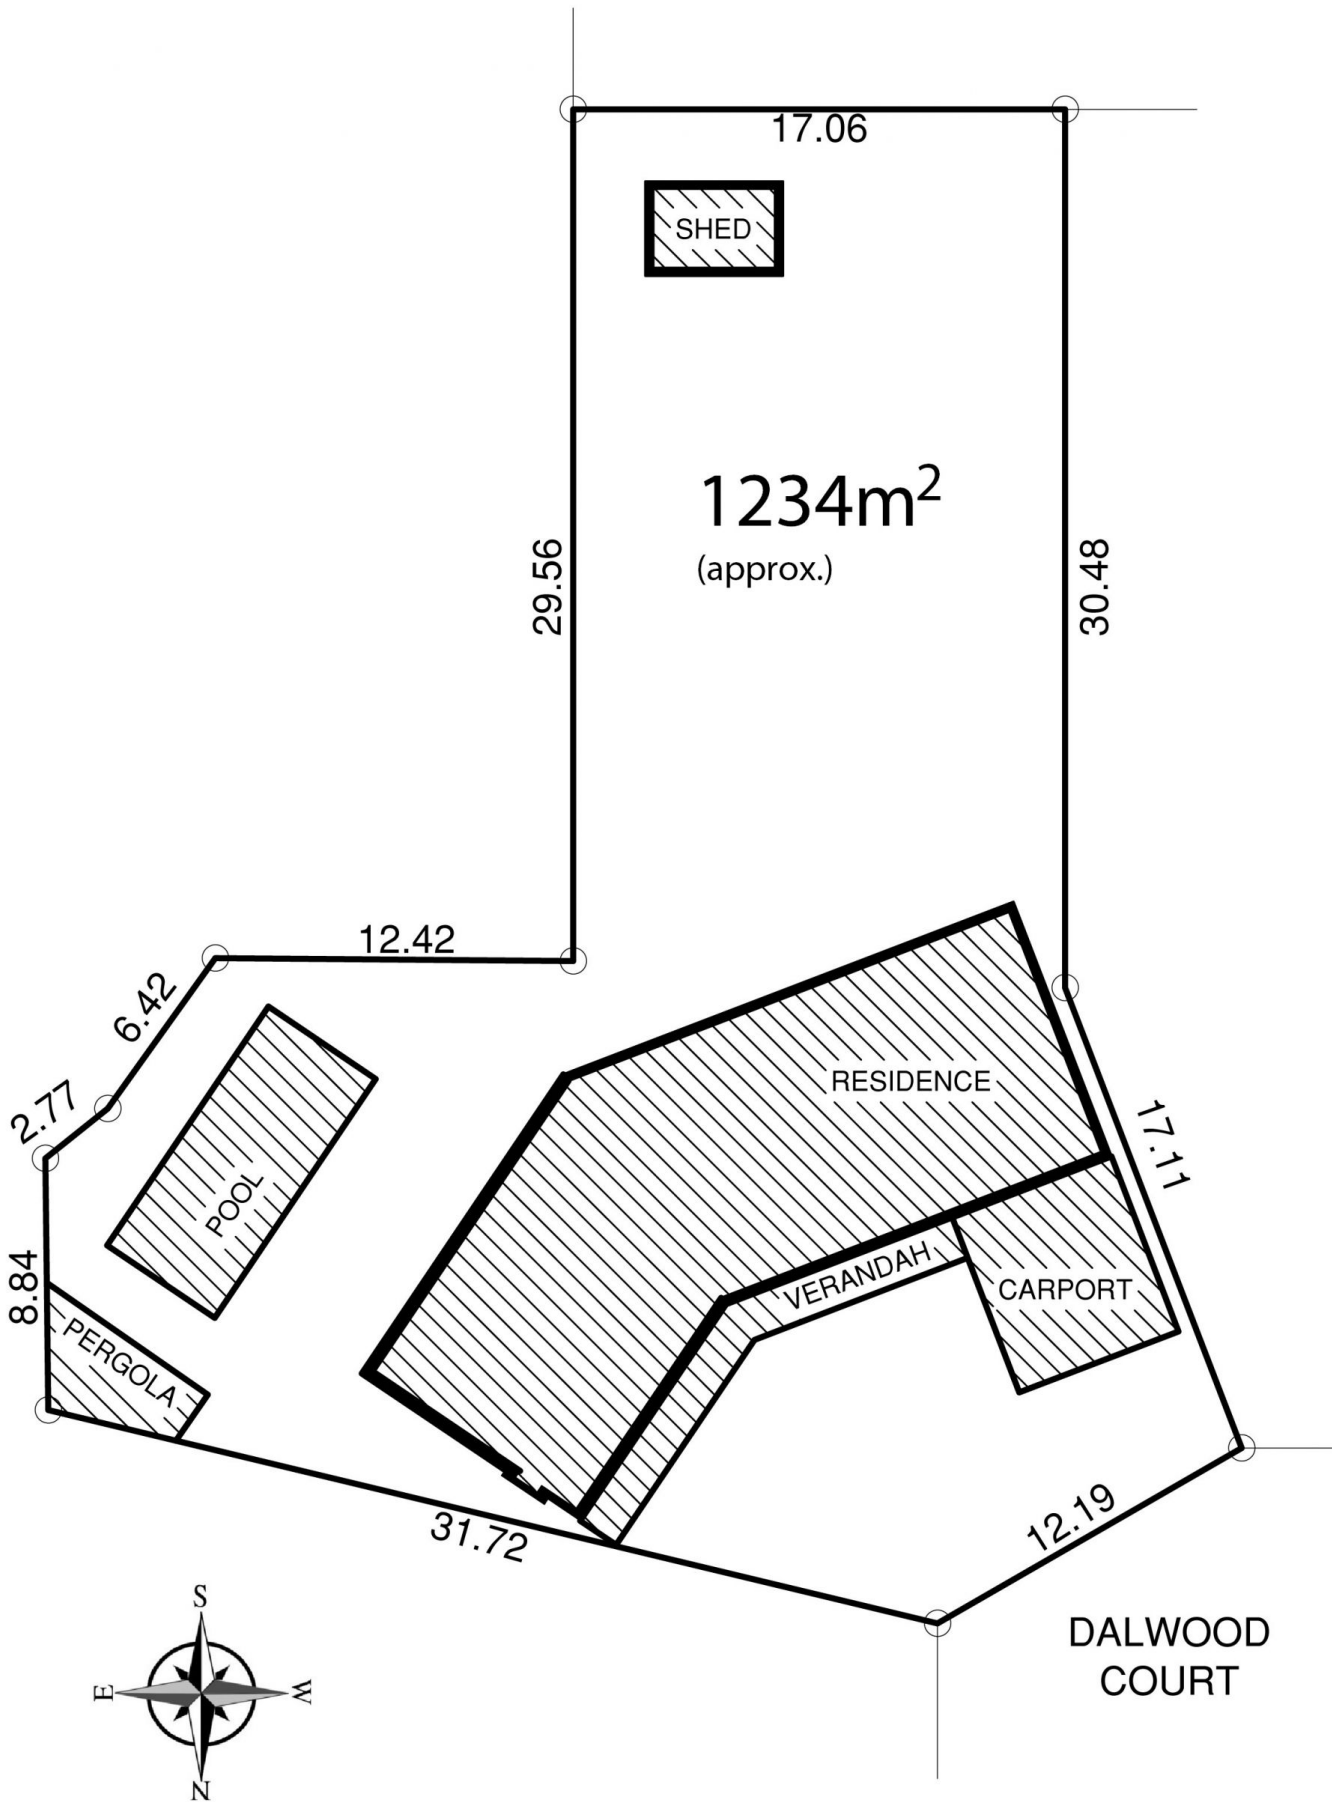 17.06
SHED
1234m²
(approx.)
29.56
30.48
12.42
6.42
2.77
RESIDENCE
17.11
POOL
8.84
VERANDAH
CARPORT
PERGOLA
31.72
12.19
DALWOOD
COURT
S
E
W
N